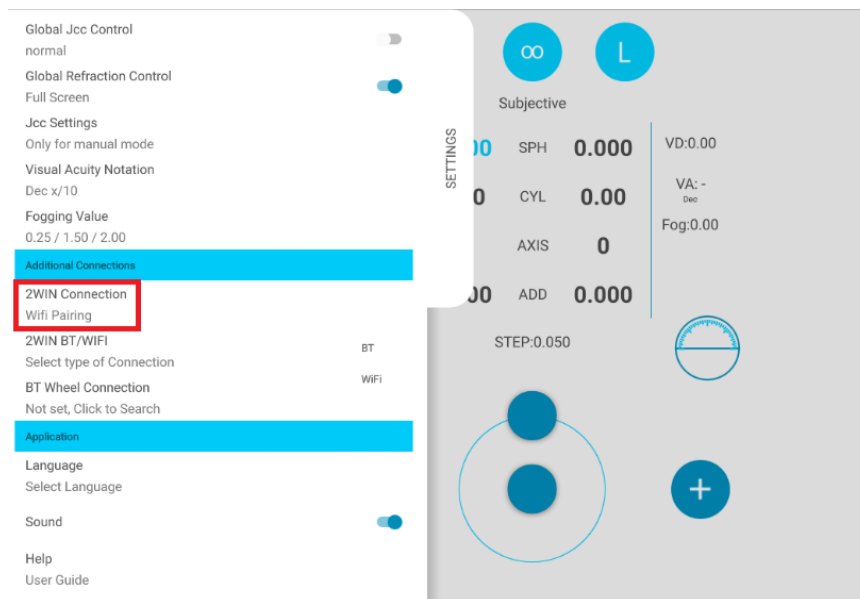 Global Jcc Control
normal
Global Refraction Control
Full Screen
Jcc Settings
Only for manual mode
Visual Acuity Notation
Dec x/10
Fogging Value
0.25 / 1.50 / 2.00
Additional Connections
2WIN Connection
Wifi Pairing
2WIN BT/WIFI
Select type of Connection
BT
WiFi
BT Wheel Connection
Not set, Click to Search
Application
Language
Select Language
Sound
Help
User Guide
SETTINGS
∞
L
Subjective
00 SPH 0.000
0 CYL 0.00
AXIS 0
00 ADD 0.000
STEP:0.050
VD:0.00
VA: -
Dec
Fog:0.00
+